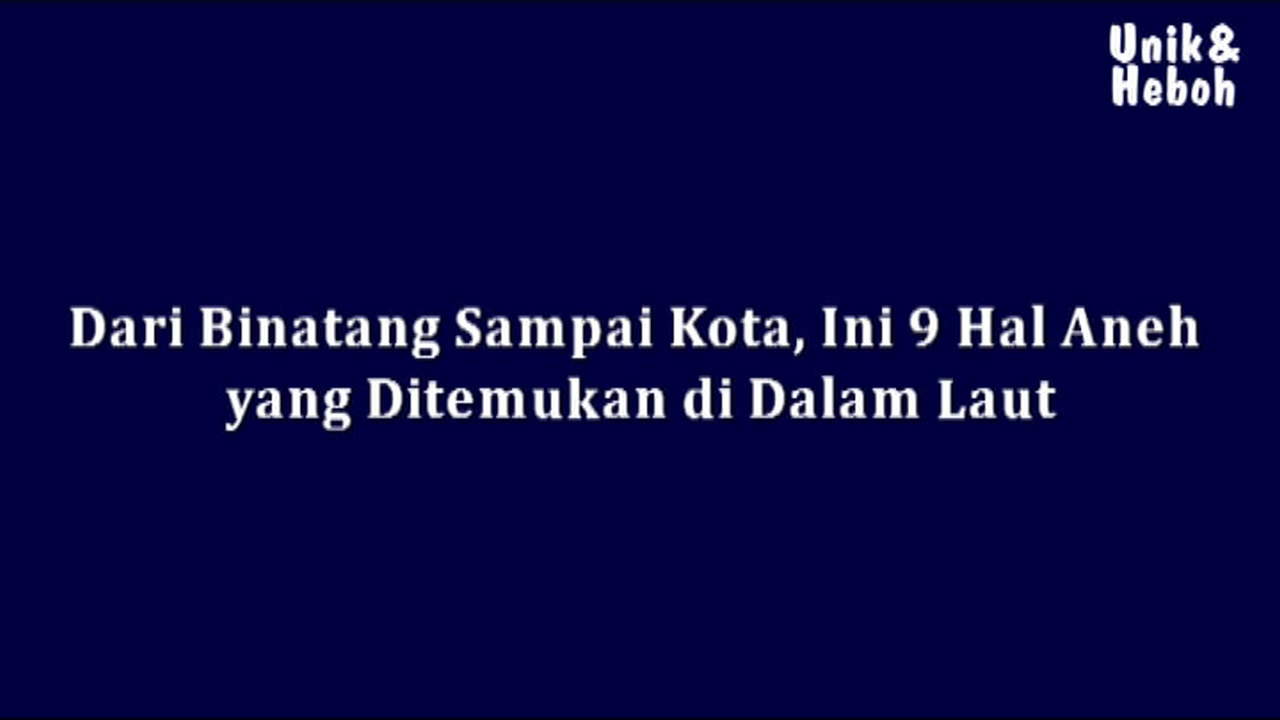 Unik&
Heboh
Dari Binatang Sampai Kota, Ini 9 Hal Aneh
yang Ditemukan di Dalam Laut